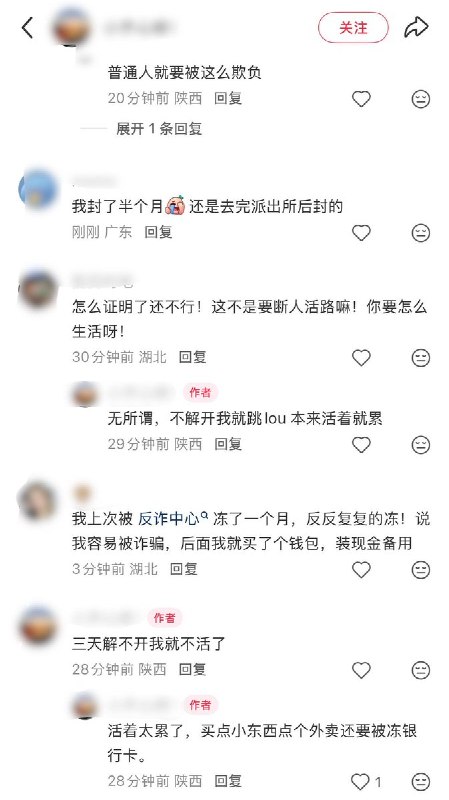 关注
普通人就要被这么欺负
20分钟前 陕西 回复
展开 1 条回复
我封了半个月 还是去完派出所后封的
刚刚 广东 回复
怎么证明了还不行！这不是要断人活路嘛！你要怎么
生活呀！
30分钟前 湖北 回复
作者
无所谓，不解开我就跳lou 本来活着就累
29分钟前 陕西 回复
我上次被 反诈中心 冻了一个月，反反复复的冻！说
我容易被诈骗，后面我就买了个钱包，装现金备用
3分钟前 湖北 回复
作者
三天解不开我就不活了
28分钟前 陕西 回复
作者
活着太累了，买点小东西点个外卖还要被冻银
行卡。
28分钟前 陕西 回复 1